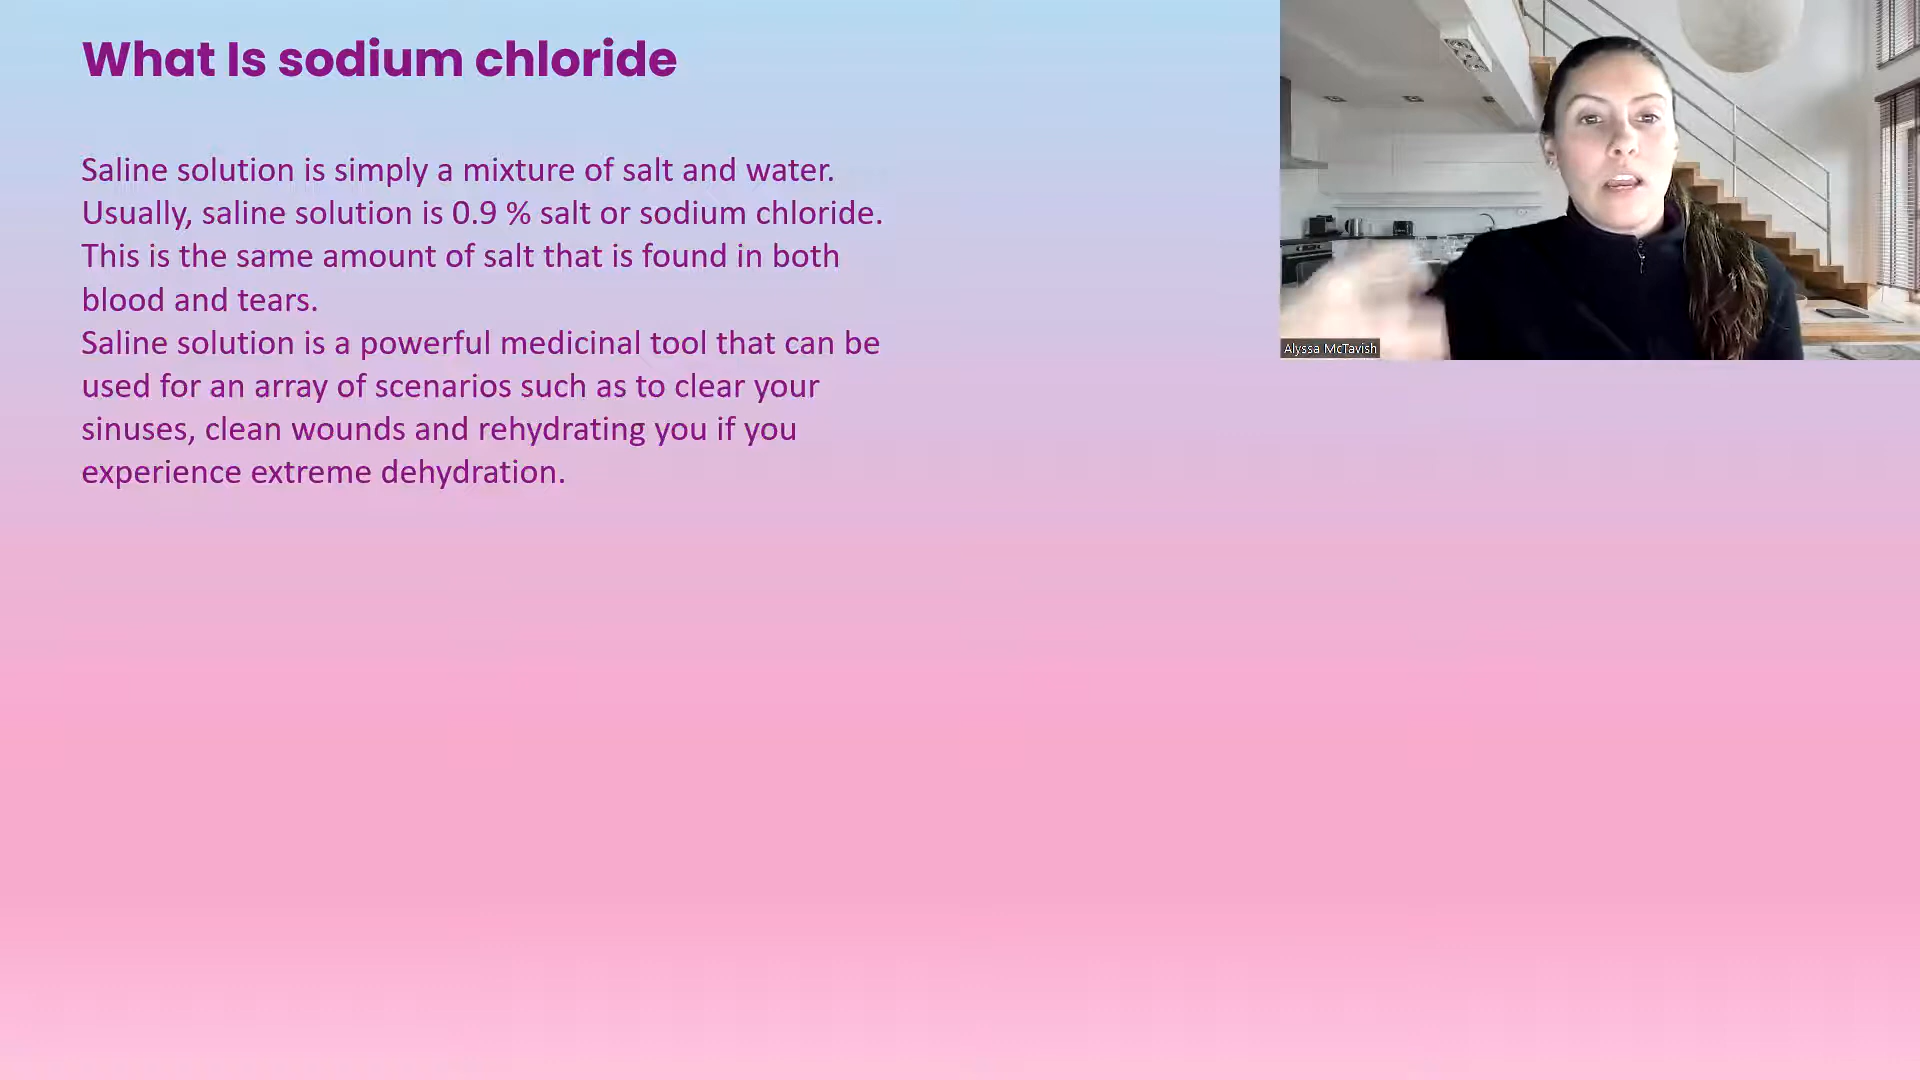 What Is sodium chloride
Saline solution is simply a mixture of salt and water.
Usually, saline solution is 0.9 % salt or sodium chloride.
This is the same amount of salt that is found in both
blood and tears.
Saline solution is a powerful medicinal tool that can be
used for an array of scenarios such as to clear your
sinuses, clean wounds and rehydrating you if you
experience extreme dehydration.
Alyssa McTavish